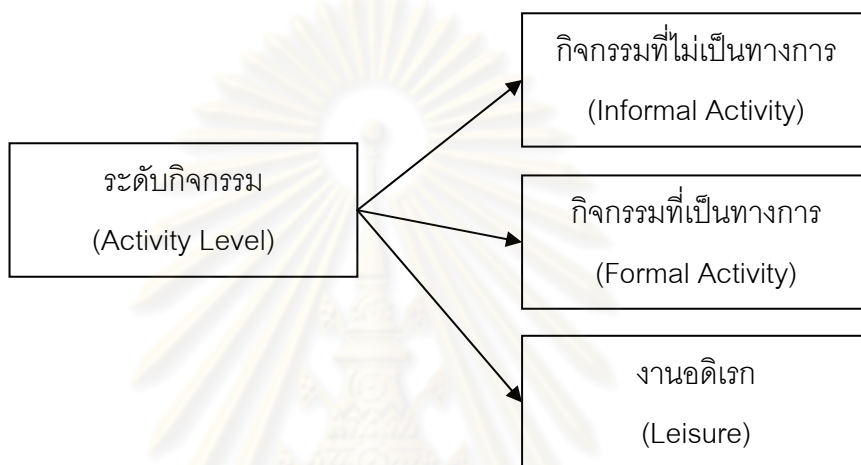 ระดับกิจกรรม
(Activity Level)
กิจกรรมที่ไม่เป็นทางการ
(Informal Activity)
กิจกรรมที่เป็นทางการ
(Formal Activity)
งานอดิเรก
(Leisure)